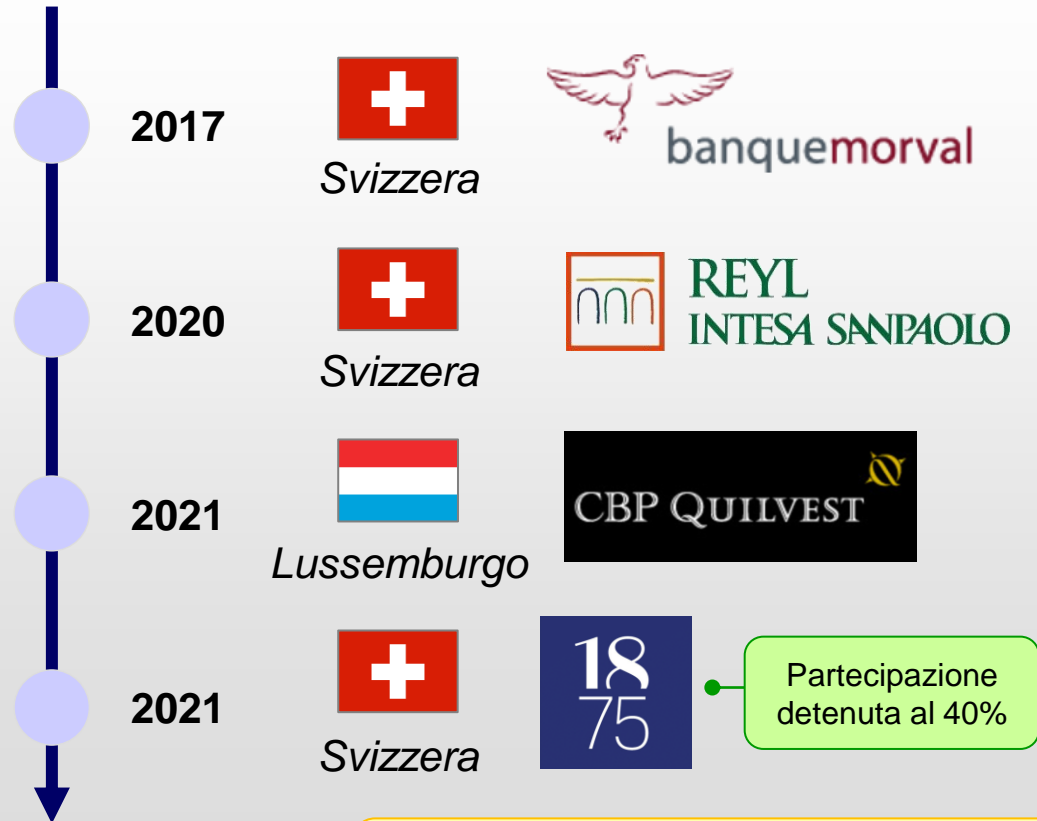 2017
Svizzera
banquemorval
2020
Svizzera
REYL
INTESA SANPAOLO
2021
Lussemburgo
CBP QUILVEST
2021
Svizzera
18
75
Partecipazione
detenuta al 40%